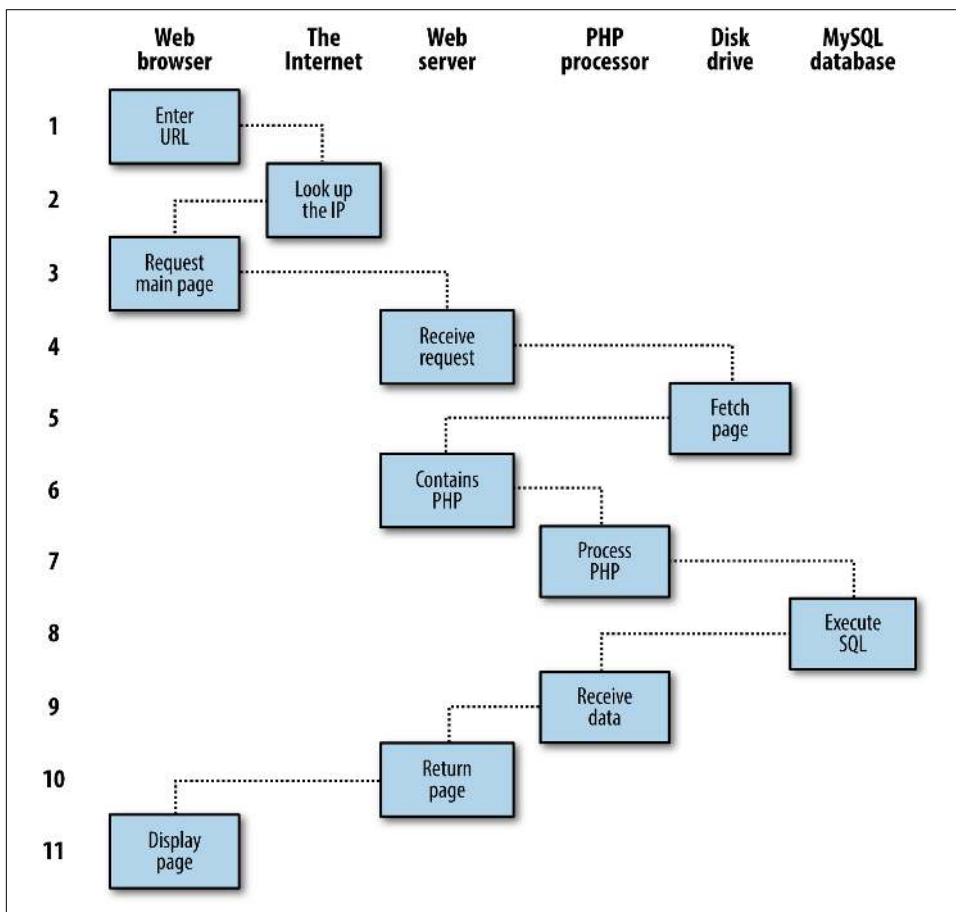 Web The Web PHP Disk MySQL
browser Internet server processor drive database
1
Enter
URL
2
Look up
the IP
3
Request
main page
4
Receive
request
5
Fetch
page
6
Contains
PHP
7
Process
PHP
8
Execute
SQL
9
Receive
data
10
Return
page
11
Display
page